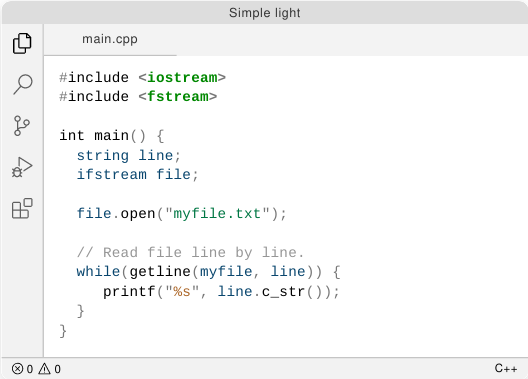 Simple light
main.cpp
#include <iostream>
#include <fstream>
int main() {
string line;
ifstream file;
file.open("myfile.txt");
// Read file line by line.
while(getline(myfile, line)) {
printf("%s", line.c_str());
}
}
0 0 C++